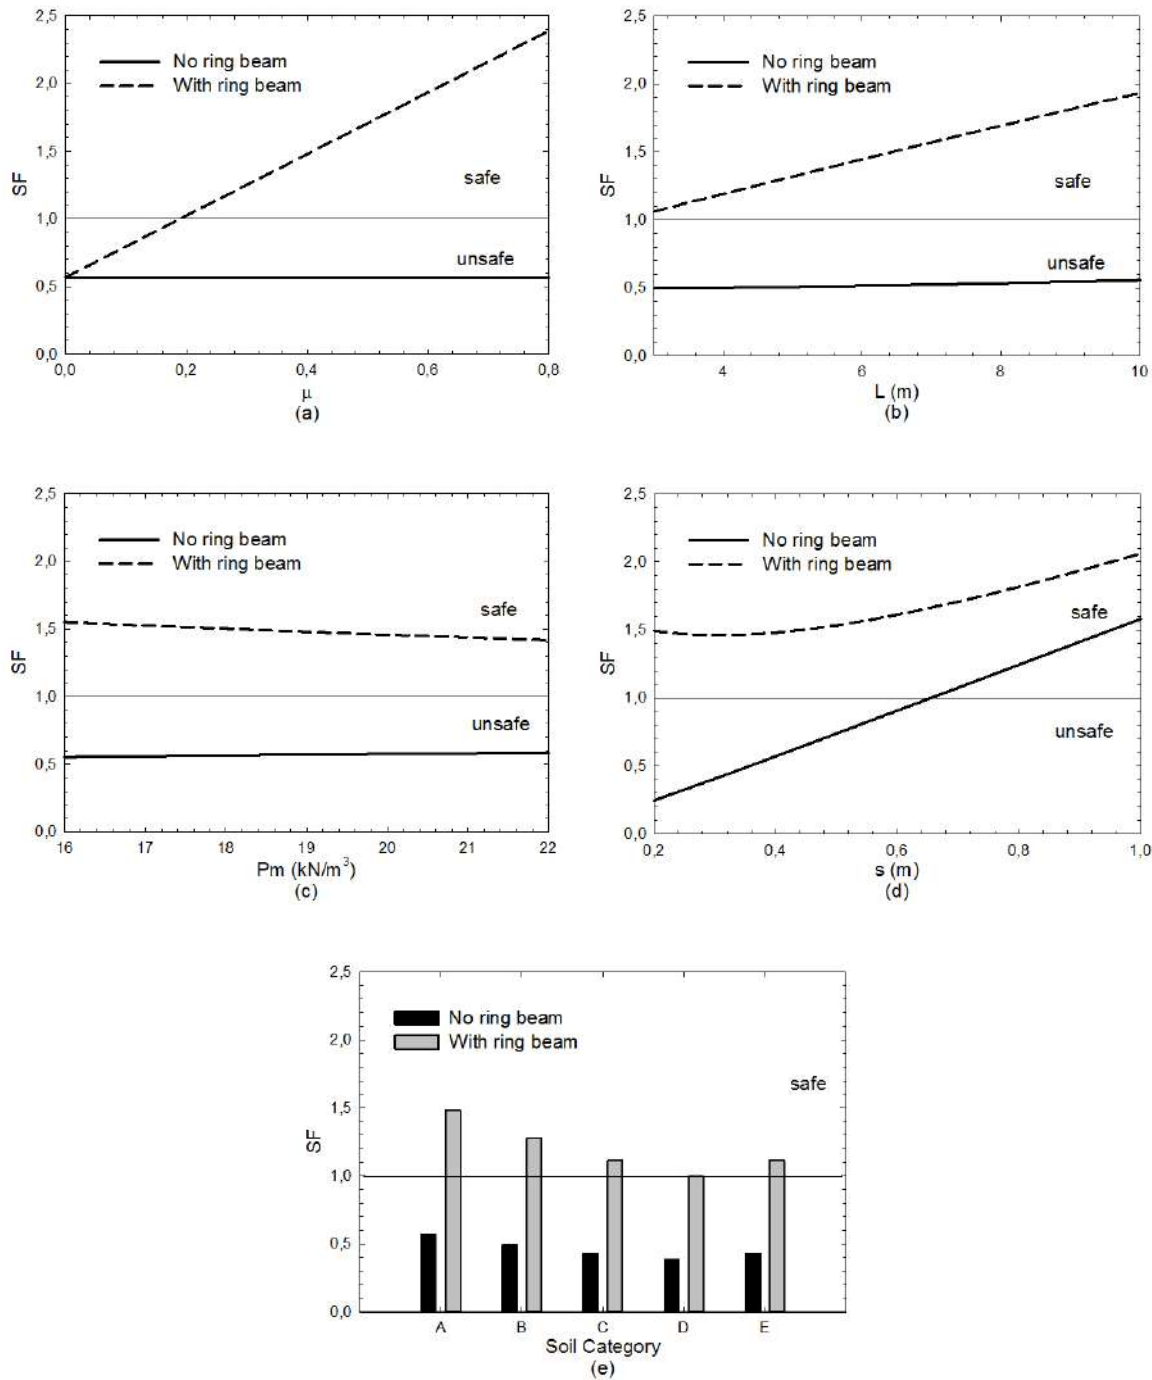 2,5
2,0
1,5
1,0
0,5
0,0
SF
No ring beam
With ring beam
safe
unsafe
0,0 0,2 0,4 0,6 0,8
μ
(a)
2,5
2,0
1,5
1,0
0,5
0,0
SF
No ring beam
With ring beam
safe
unsafe
4 6 8 10
L (m)
(b)
2,5
2,0
1,5
1,0
0,5
0,0
SF
No ring beam
With ring beam
safe
unsafe
16 17 18 19 20 21 22
Pm (kN/m³)
(c)
2,5
2,0
1,5
1,0
0,5
0,0
SF
No ring beam
With ring beam
safe
unsafe
0,2 0,4 0,6 0,8 1,0
s (m)
(d)
2,5
2,0
1,5
1,0
0,5
0,0
SF
No ring beam
With ring beam
safe
A B C D E
Soil Category
(e)